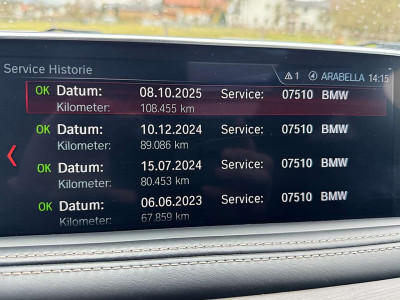 Service Historie ⚠ 1 ARABELLA 14:15
OK Datum: 08.10.2025 Service: 07510 BMW
Kilometer: 108.455 km
OK Datum: 10.12.2024 Service: 07510 BMW
Kilometer: 89.086 km
OK Datum: 15.07.2024 Service: 07510 BMW
Kilometer: 80.453 km
OK Datum: 06.06.2023 Service: 07510 BMW
Kilometer: 67.859 km